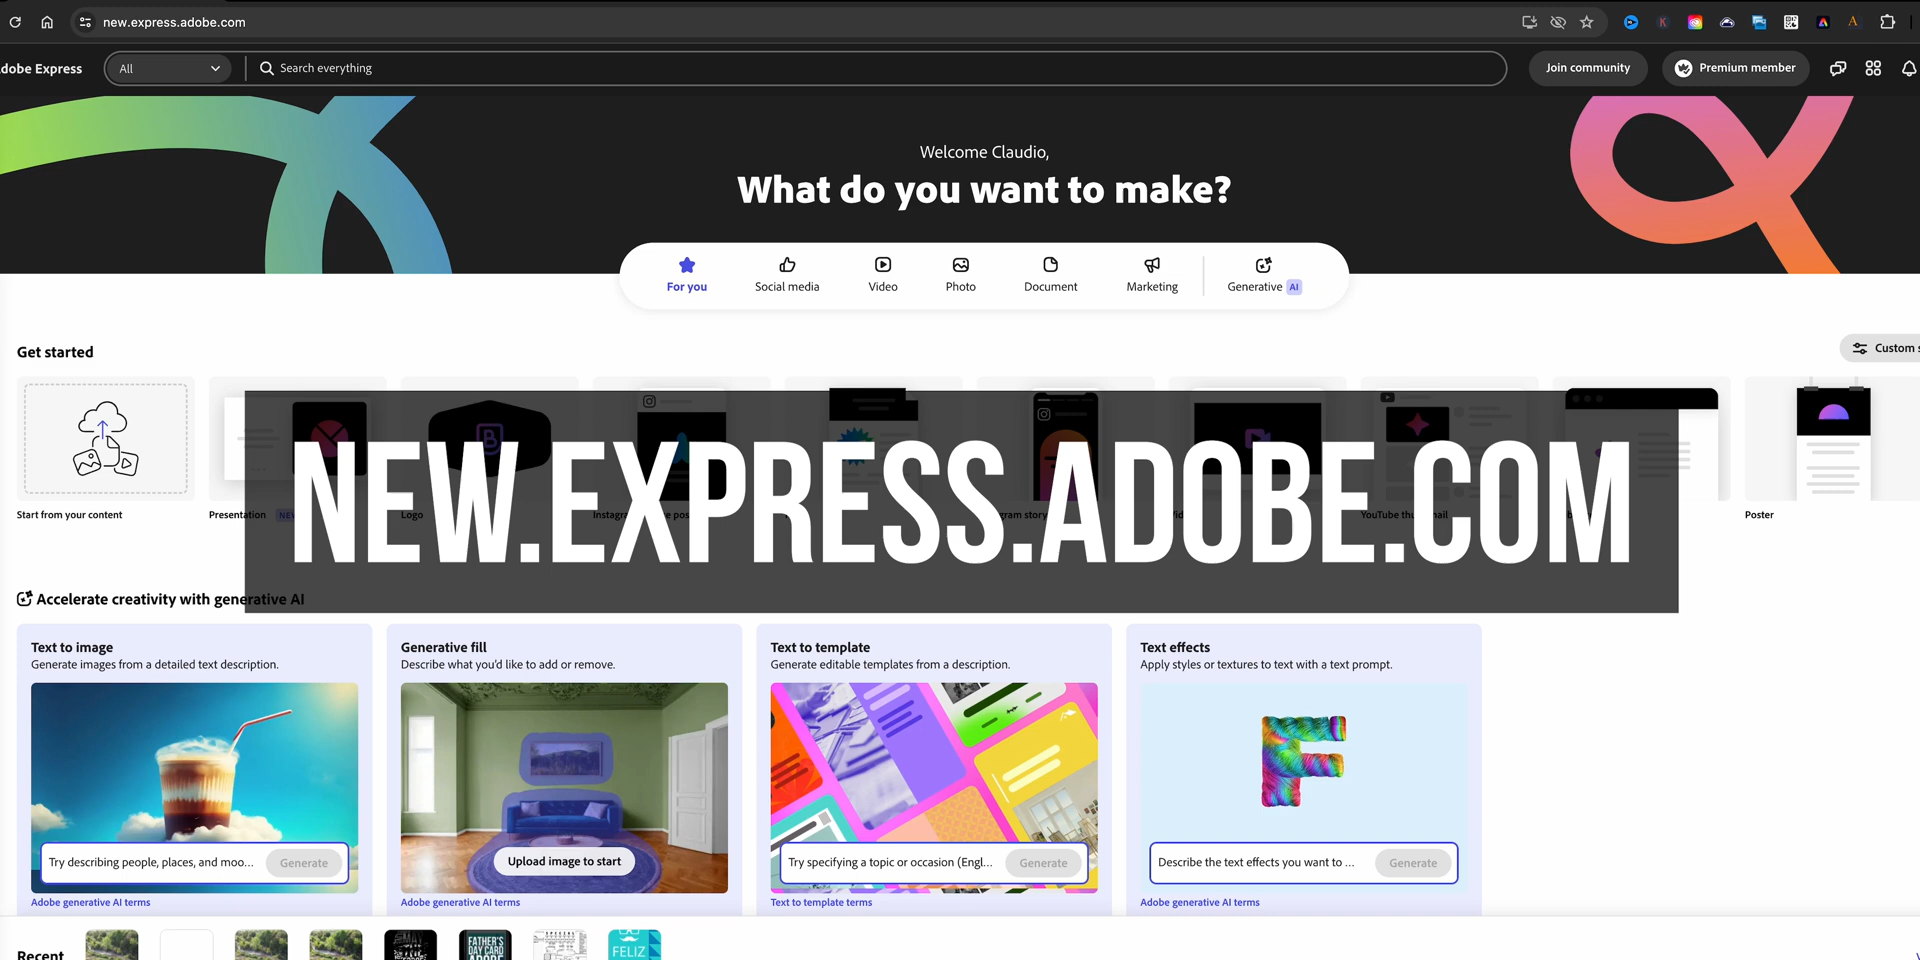 new.express.adobe.com
dobe Express
All
Search everything
Join community
Premium member
Welcome Claudio,
What do you want to make?
For you
Social media
Video
Photo
Document
Marketing
Generative AI
Get started
Custom s
NEW.EXPRESS.ADOBE.COM
Start from your content
Presentation
Logo
Poster
Accelerate creativity with generative AI
Text to image
Generate images from a detailed text description.
Try describing people, places, and moo...
Generate
Adobe generative AI terms
Generative fill
Describe what you'd like to add or remove.
Upload image to start
Adobe generative AI terms
Text to template
Generate editable templates from a description.
Try specifying a topic or occasion (Engl...
Generate
Text to template terms
Text effects
Apply styles or textures to text with a text prompt.
F
Describe the text effects you want to ...
Generate
Adobe generative AI terms
Recent
FATHER'S
DAY CARD
ADOBE
FELIZ